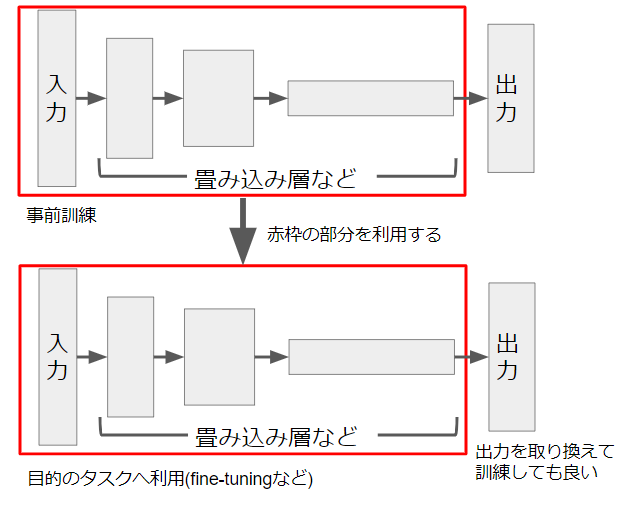 入力
出力
畳み込み層など
事前訓練
赤枠の部分を利用する
入力
出力
畳み込み層など
出力を取り換えて
訓練しても良い
目的のタスクへ利用(fine-tuningなど)